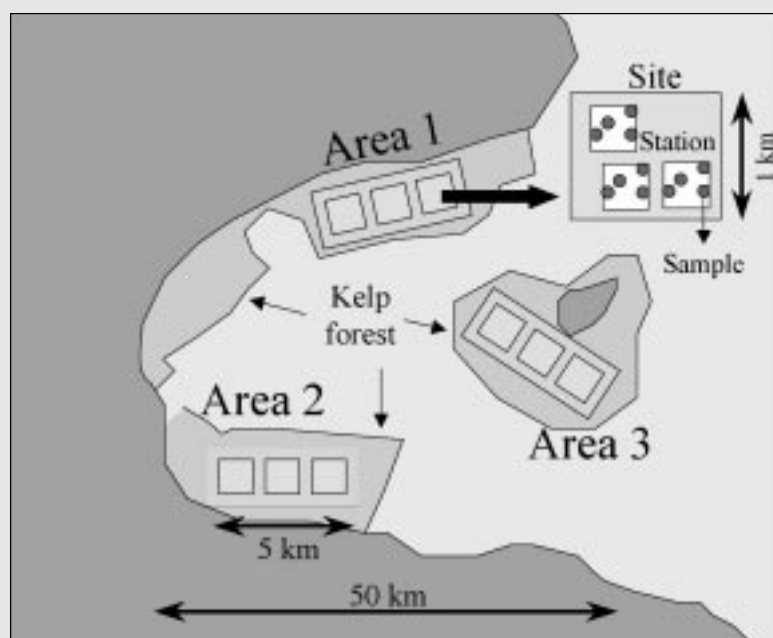 Site
Area 1
Station
1 km
Sample
Kelp
forest
Area 2
Area 3
5 km
50 km